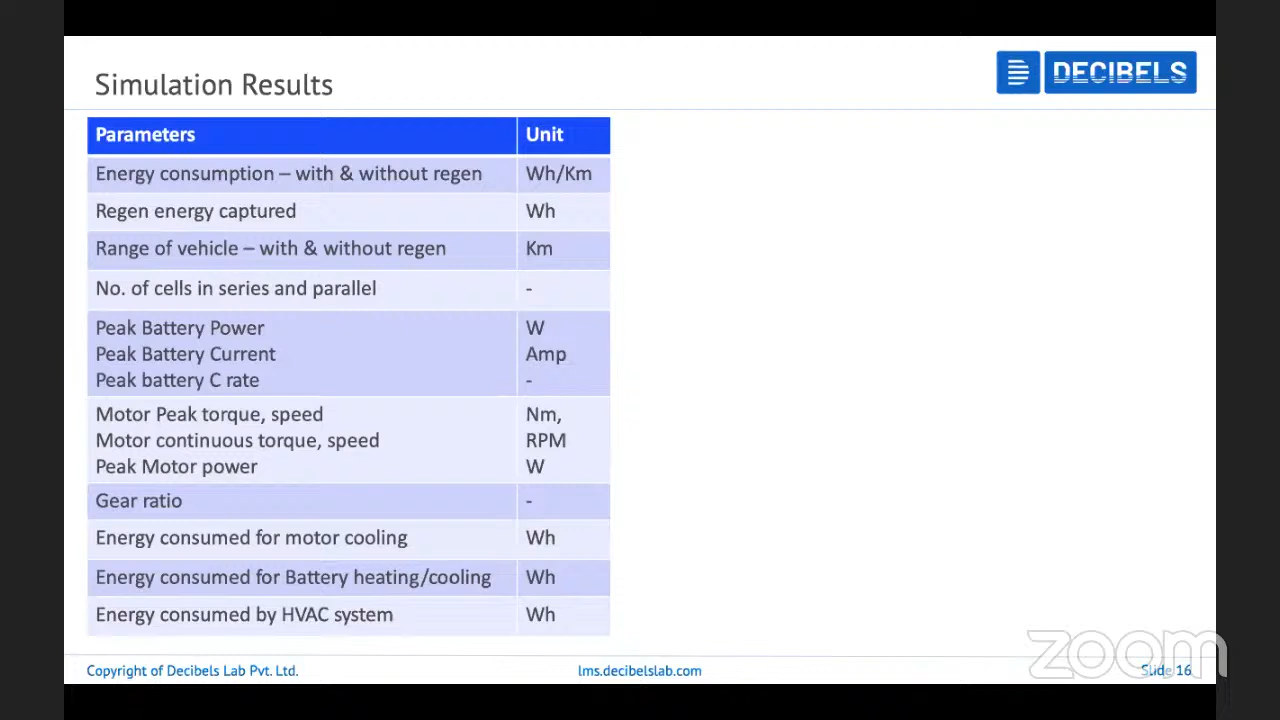 Simulation Results
DECIBELS
Parameters Unit
Energy consumption – with & without regen Wh/Km
Regen energy captured Wh
Range of vehicle – with & without regen Km
No. of cells in series and parallel -
Peak Battery Power W
Peak Battery Current Amp
Peak battery C rate -
Motor Peak torque, speed Nm,
Motor continuous torque, speed RPM
Peak Motor power W
Gear ratio -
Energy consumed for motor cooling Wh
Energy consumed for Battery heating/cooling Wh
Energy consumed by HVAC system Wh
zoom
Copyright of Decibels Lab Pvt. Ltd. lms.decibelslab.com Slide 16